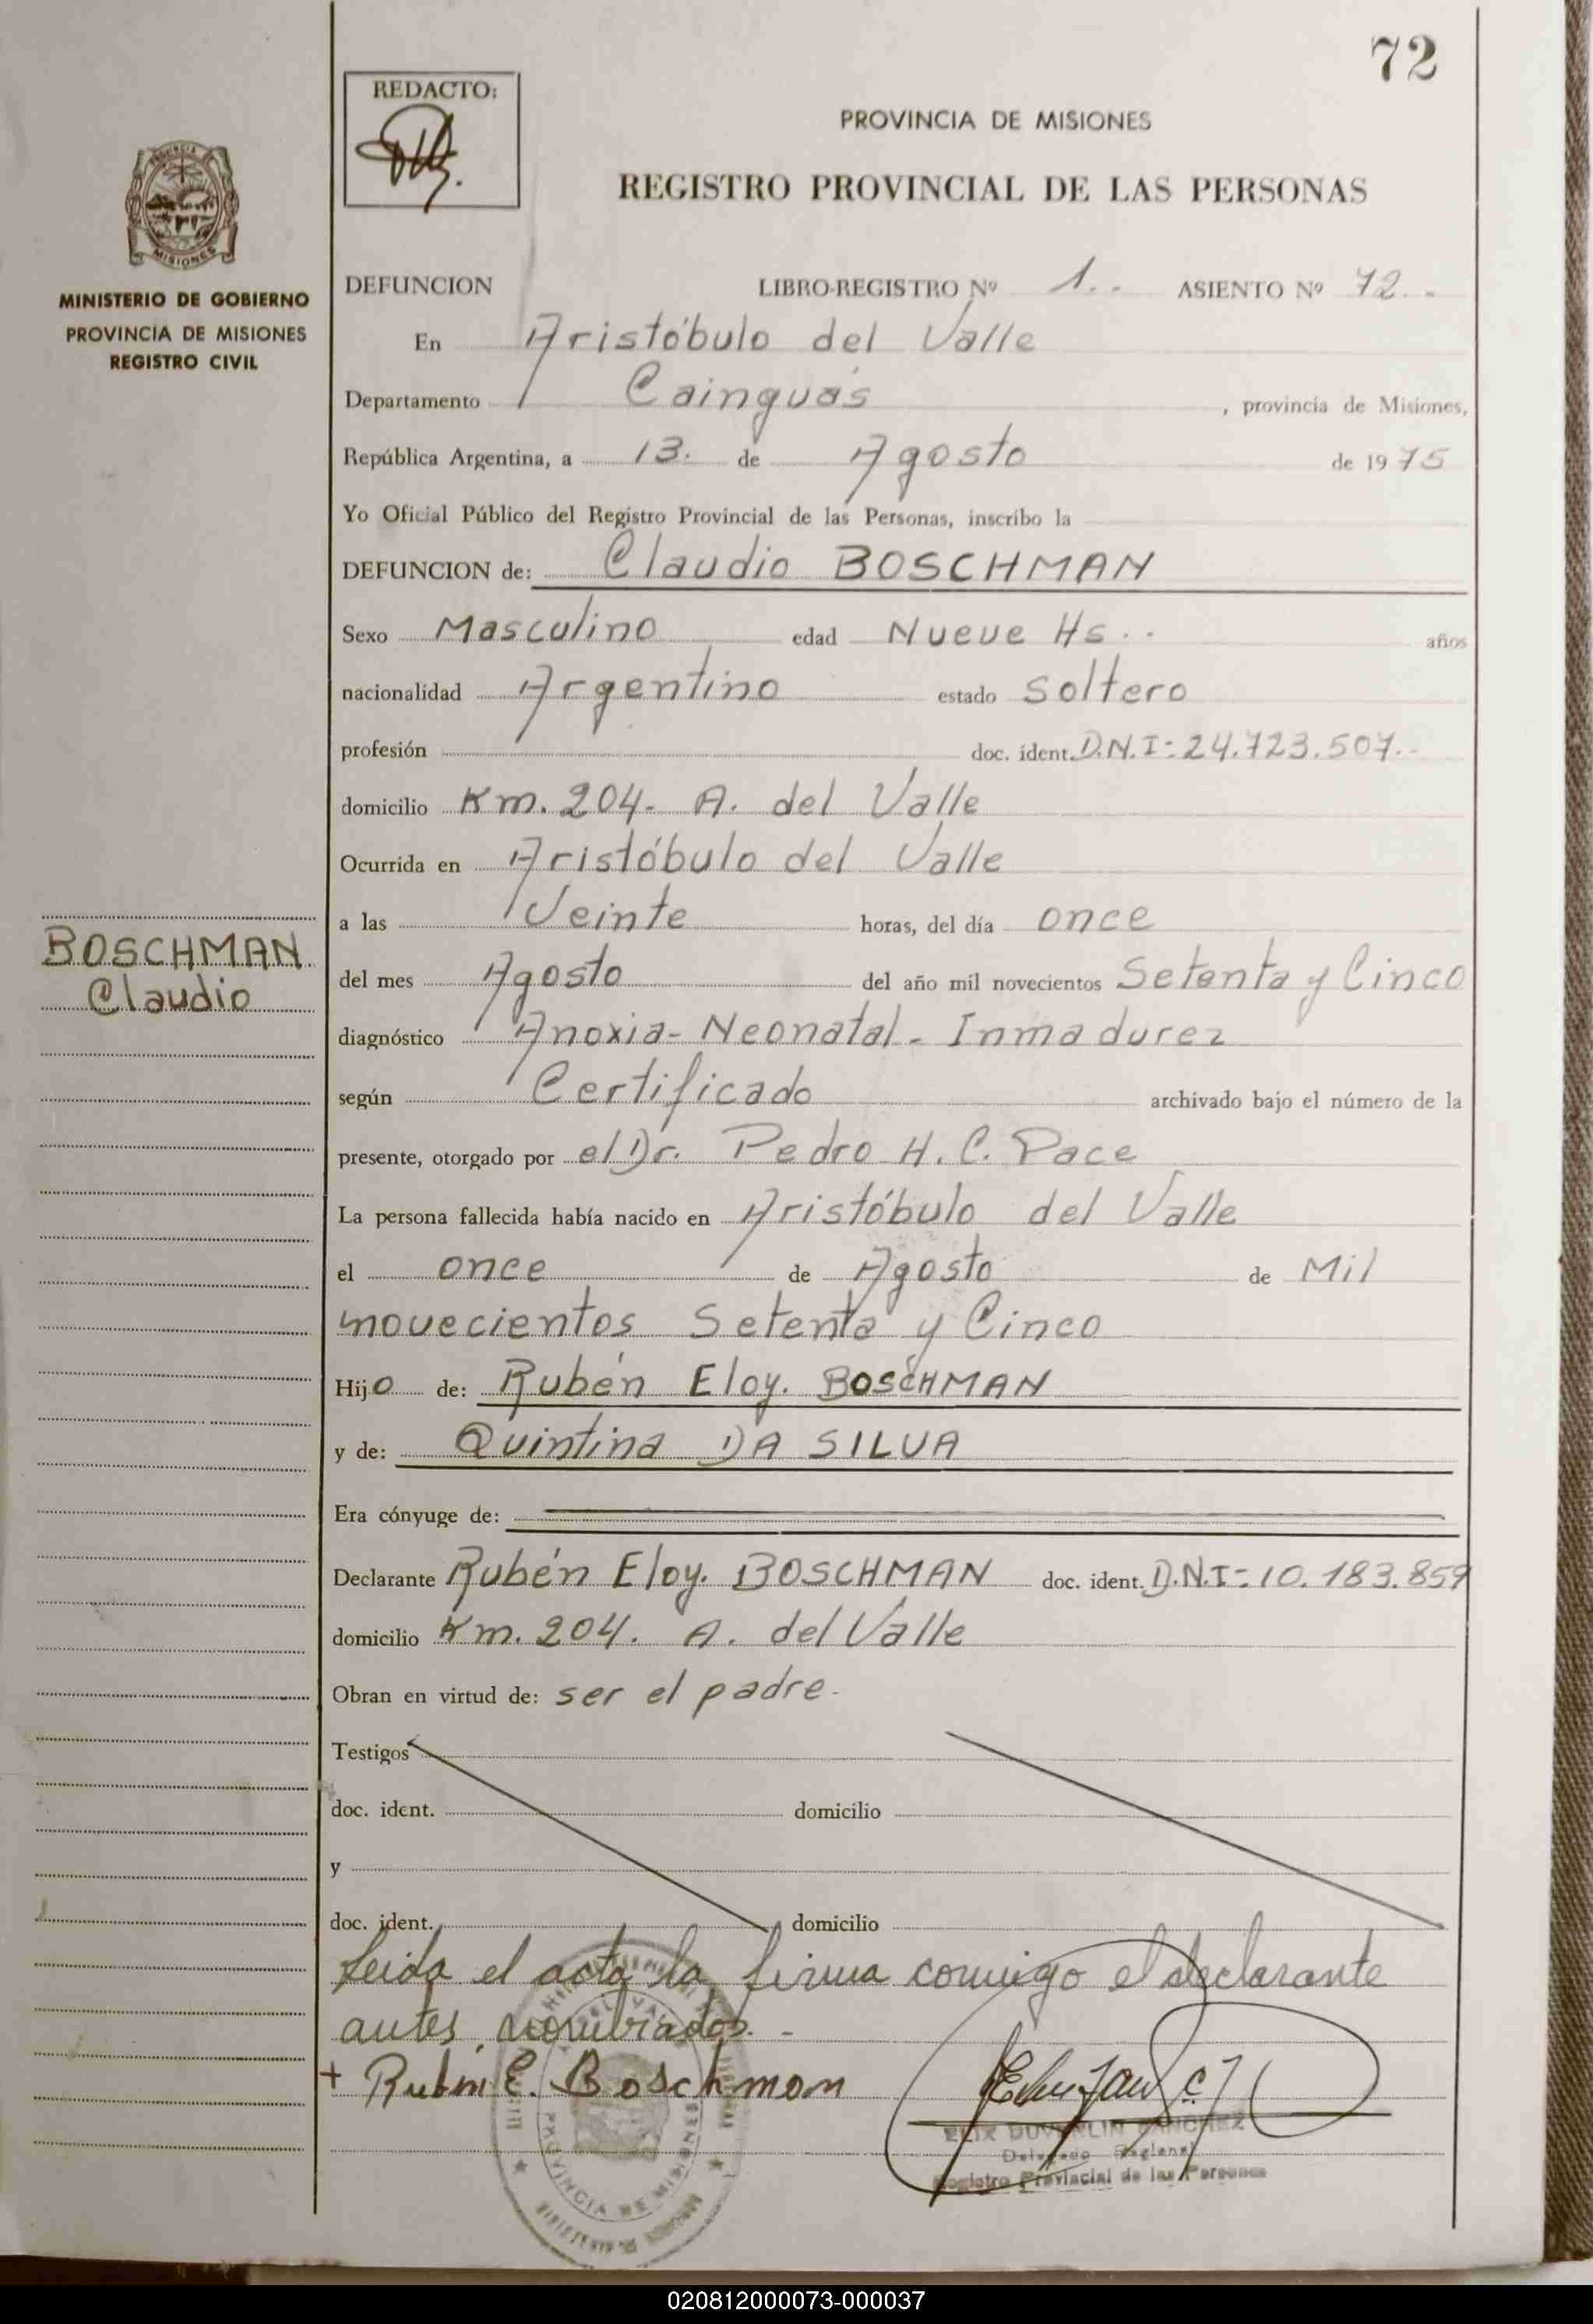 72
REDACTO:
PROVINCIA DE MISIONES
REGISTRO PROVINCIAL DE LAS PERSONAS
MISIONES
MINISTERIO DE GOBIERNO
PROVINCIA DE MISIONES
REGISTRO CIVIL
DEFUNCION LIBRO-REGISTRO Nº 1.. ASIENTO Nº 72..
En Aristóbulo del Valle
Departamento Cainguás, provincia de Misiones,
República Argentina, a 13. de Agosto de 1975
Yo Oficial Público del Registro Provincial de las Personas, inscribo la
DEFUNCION de: Claudio BOSCHMAN
Sexo Masculino edad Nueve Hs.. años
nacionalidad Argentino estado Soltero
profesión doc. ident. D.N.I: 24.723.507..
domicilio Km. 204- A. del Valle
Ocurrida en Aristóbulo del Valle
a las Veinte horas, del día once
BOSCHMAN.
Claudio
del mes Agosto del año mil novecientos Setenta y Cinco
diagnóstico Anoxia- Neonatal- Inmadurez
según Certificado archivado bajo el número de la
presente, otorgado por el Dr. Pedro H. C. Pace
La persona fallecida había nacido en Aristóbulo del Valle
el once de Agosto de Mil
novecientos Setenta y Cinco
Hijo de: Rubén Eloy. BOSCHMAN
y de: Quintina DA SILVA
Era cónyuge de:
Declarante Rubén Eloy. BOSCHMAN doc. ident. D.N.I- 10.183.859
domicilio Km. 204. A. del Valle
Obran en virtud de: ser el padre-
Testigos
doc. ident. domicilio
y
doc. ident. domicilio
Leida el acta la firma conmigo el declarante
antes nombrados.-
+ Rubén E. Boschman
SANCHEZ
Delegado Reglanal
Registro Provincial de las Personas
PROVINCIA DE MISIONES
020812000073-000037